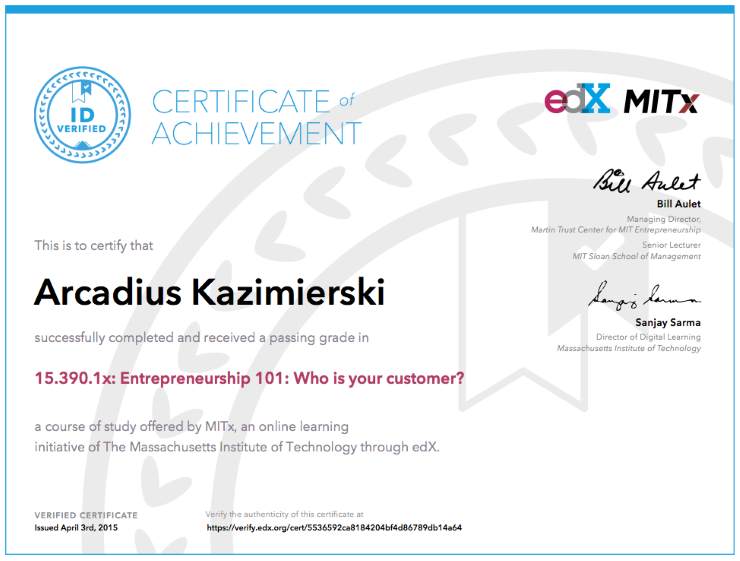 ID
VERIFIED
CERTIFICATE of
ACHIEVEMENT
edX MITx
Bill Aulet
Bill Aulet
Managing Director,
Martin Trust Center for MIT Entrepreneurship
Senior Lecturer
MIT Sloan School of Management
This is to certify that
Arcadius Kazimierski
successfully completed and received a passing grade in
Sanjay Sarma
Sanjay Sarma
Director of Digital Learning
Massachusetts Institute of Technology
15.390.1x: Entrepreneurship 101: Who is your customer?
a course of study offered by MITx, an online learning
initiative of The Massachusetts Institute of Technology through edX.
VERIFIED CERTIFICATE
Issued April 3rd, 2015
Verify the authenticity of this certificate at
https://verify.edx.org/cert/5536592ca8184204bf4d86789db14a64